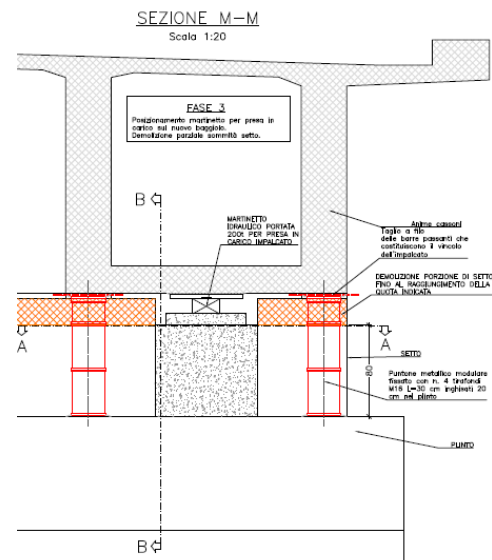 SEZIONE M-M
Scala 1:20
FASE 3
Posizionamento martinetto per presa in
carico sul nuovo baggiolo.
Demolizione parziale sommità setto.
B
MARTINETTO
IDRAULICO PORTATA
200t PER PRESA IN
CARICO IMPALCATO
Anima cassoni
Taglio a filo
delle barre passanti che
costituiscono il vincolo
dell'impalcato
DEMOLIZIONE PORZIONE DI SETTO
FINO AL RAGGIUNGIMENTO DELLA
QUOTA INDICATA
A
A
SETTO
80
Puntone metallico modulare
fissato con n. 4 tirafondi
M16 L=30 cm inghisati 20
cm nel plinto
PLINTO
B